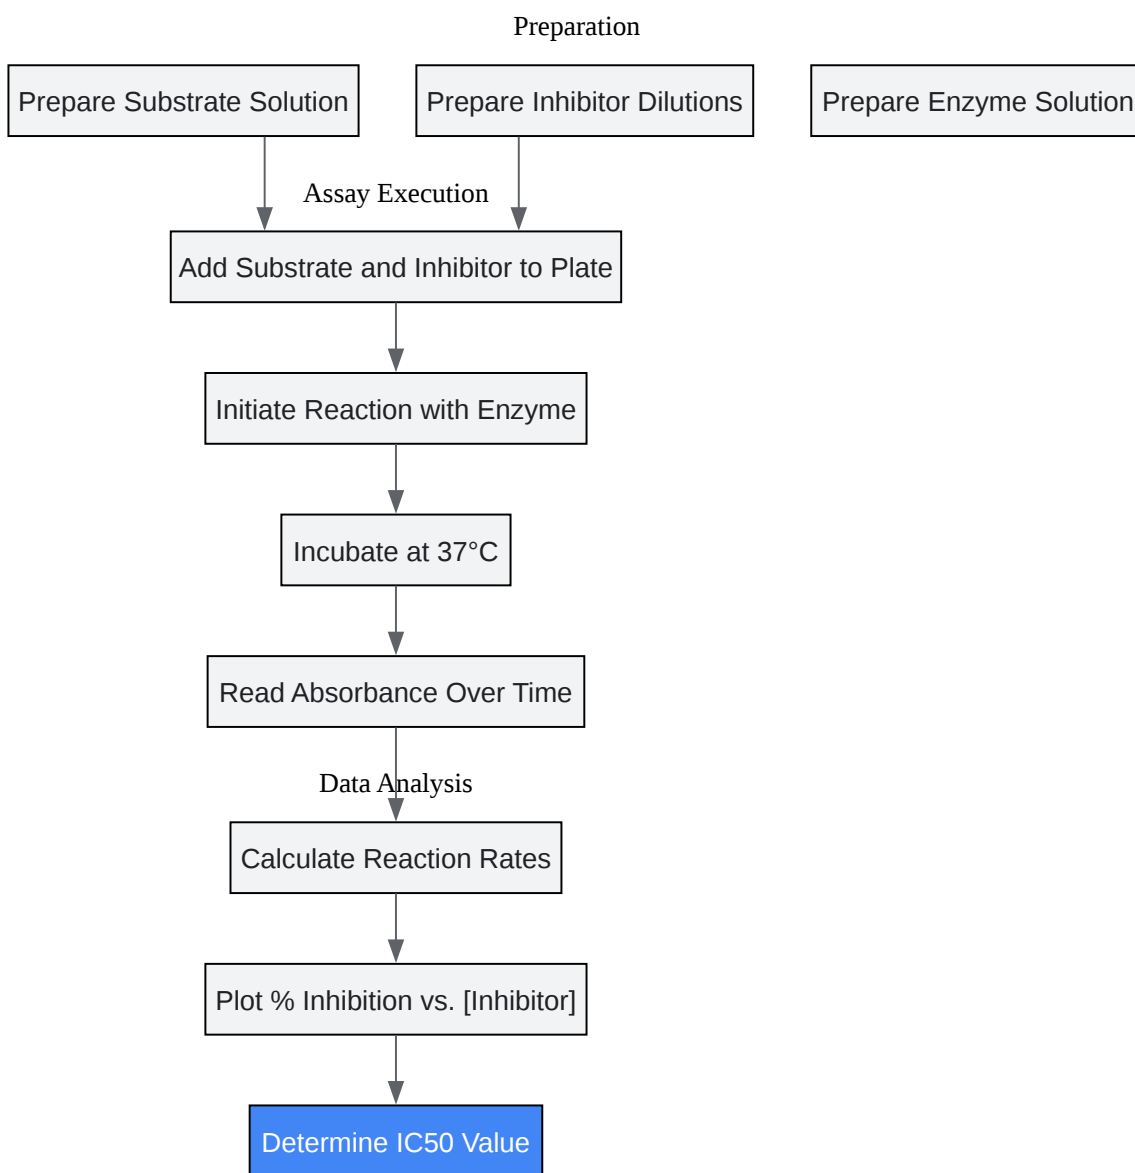 Preparation
Prepare Substrate Solution
Prepare Inhibitor Dilutions
Prepare Enzyme Solution
Assay Execution
Add Substrate and Inhibitor to Plate
Initiate Reaction with Enzyme
Incubate at 37°C
Read Absorbance Over Time
Data Analysis
Calculate Reaction Rates
Plot % Inhibition vs. [Inhibitor]
Determine IC50 Value